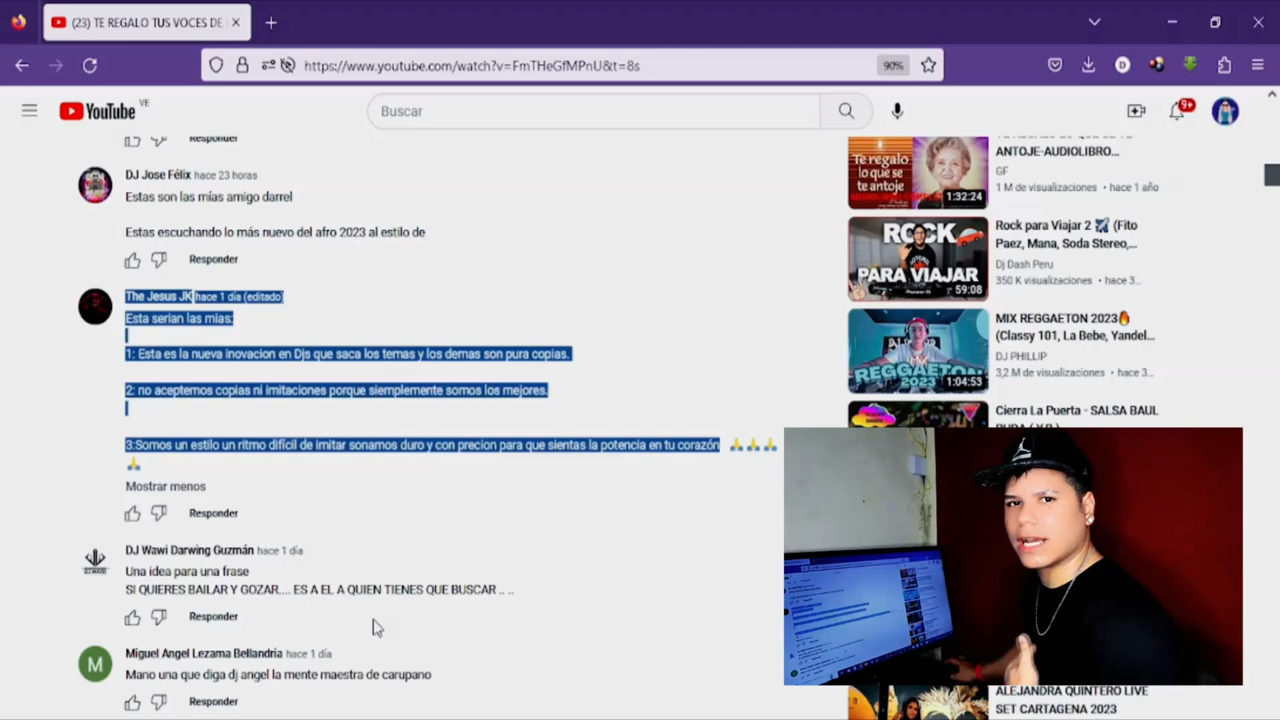 (23) TE REGALO TUS VOCES DE
https://www.youtube.com/watch?v=FmTHeGfMPnU&t=8s
90%
YouTube VE
Buscar
9+
Responder
DJ Jose Félix hace 23 horas
Estas son las mías amigo darrel
Estas escuchando lo más nuevo del afro 2023 al estilo de
Responder
The Jesus JK hace 1 día (editado)
Esta serian las mias:
1: Esta es la nueva inovacion en Djs que saca los temas y los demas son pura copias.
2: no aceptemos copias ni imitaciones porque siemplemente somos los mejores.
3:Somos un estilo un ritmo difícil de imitar sonamos duro y con precion para que sientas la potencia en tu corazón 🙏🙏🙏
🙏
Mostrar menos
Responder
DJ Wawi Darwing Guzmán hace 1 día
Una idea para una frase
SI QUIERES BAILAR Y GOZAR.... ES A EL A QUIEN TIENES QUE BUSCAR .. ..
Responder
M
Miguel Angel Lezama Bellandria hace 1 día
Mano una que diga dj angel la mente maestra de carupano
Responder
Te regalo
lo que se
te antoje
1:32:24
ANTOJE-AUDIOLIBRO...
GF
1 M de visualizaciones • hace 1 año
ROCK
PARA VIAJAR
59:08
Rock para Viajar 2 ✈️ (Fito
Paez, Mana, Soda Stereo,...
Dj Dash Peru
350 K visualizaciones • hace 3...
REGGAETON
2023
1:04:53
MIX REGGAETON 2023🔥
(Classy 101, La Bebe, Yandel...
DJ PHILLIP
3,2 M de visualizaciones • hace 3...
Cierra La Puerta - SALSA BAUL
ALEJANDRA QUINTERO LIVE
SET CARTAGENA 2023